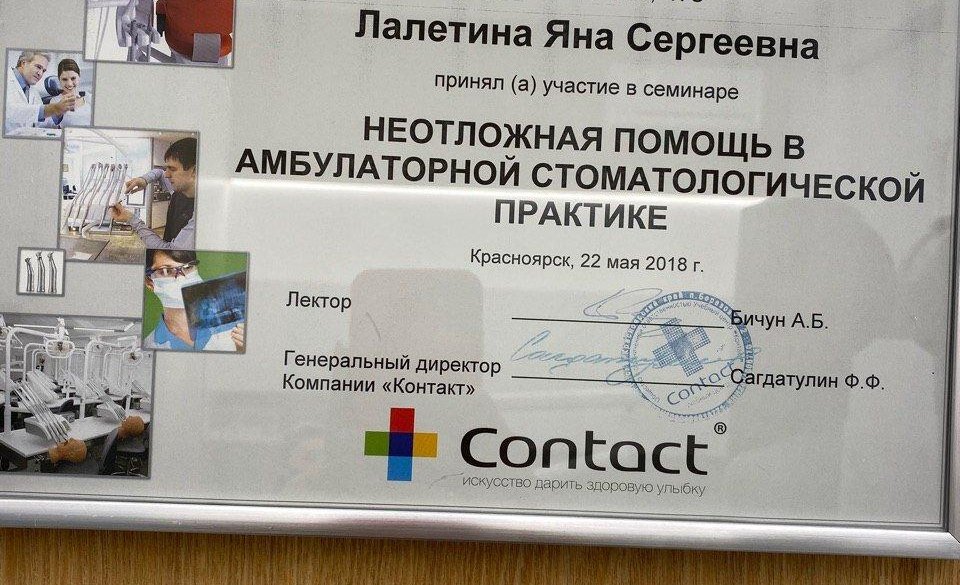 Лалетина Яна Сергеевна
принял (а) участие в семинаре
НЕОТЛОЖНАЯ ПОМОЩЬ В
АМБУЛАТОРНОЙ СТОМАТОЛОГИЧЕСКОЙ
ПРАКТИКЕ
Красноярск, 22 мая 2018 г.
Лектор
Бичун А.Б.
Генеральный директор
Компании «Контакт»
Сагдатулин Ф.Ф.
Contact
Contact®
искусство дарить здоровую улыбку